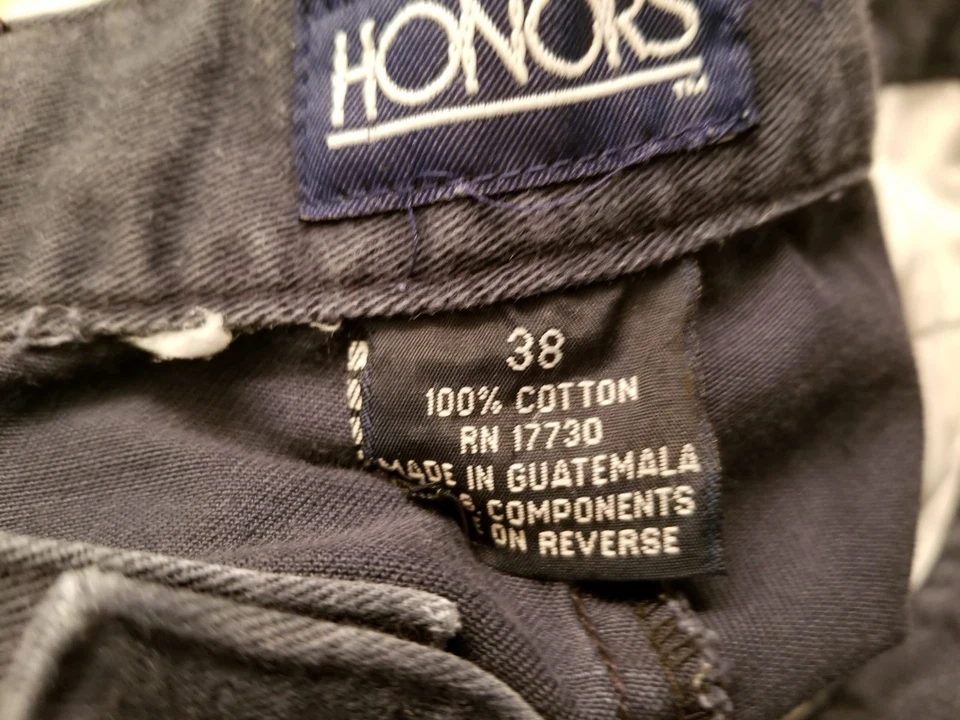 HONORS
TM
38
100% COTTON
RN 17730
MADE IN GUATEMALA
S. COMPONENTS
ON REVERSE